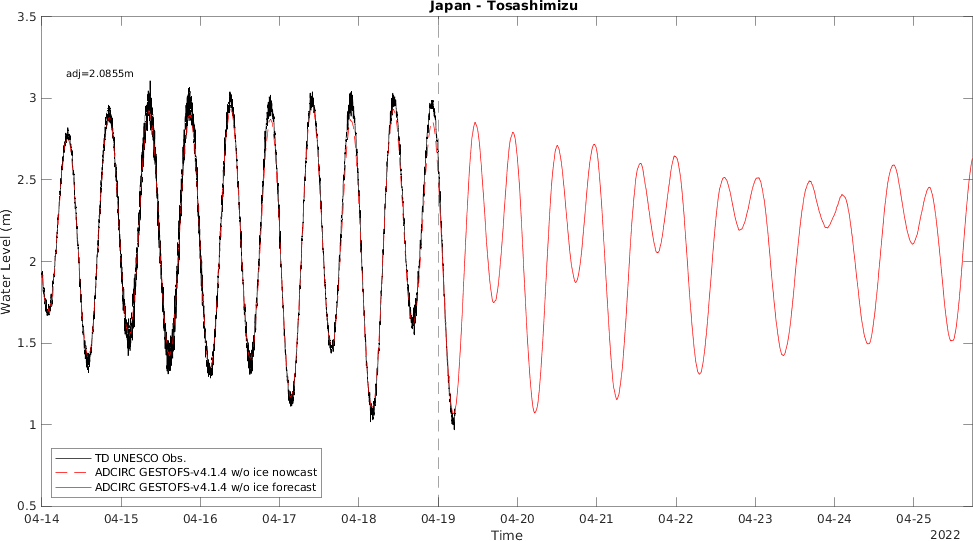 Japan - Tosashimizu
3.5
adj=2.0855m
3
2.5
2
1.5
1
0.5
Water Level (m)
TD UNESCO Obs.
ADCIRC GESTOFS-v4.1.4 w/o ice nowcast
ADCIRC GESTOFS-v4.1.4 w/o ice forecast
04-14 04-15 04-16 04-17 04-18 04-19 04-20 04-21 04-22 04-23 04-24 04-25
Time
2022